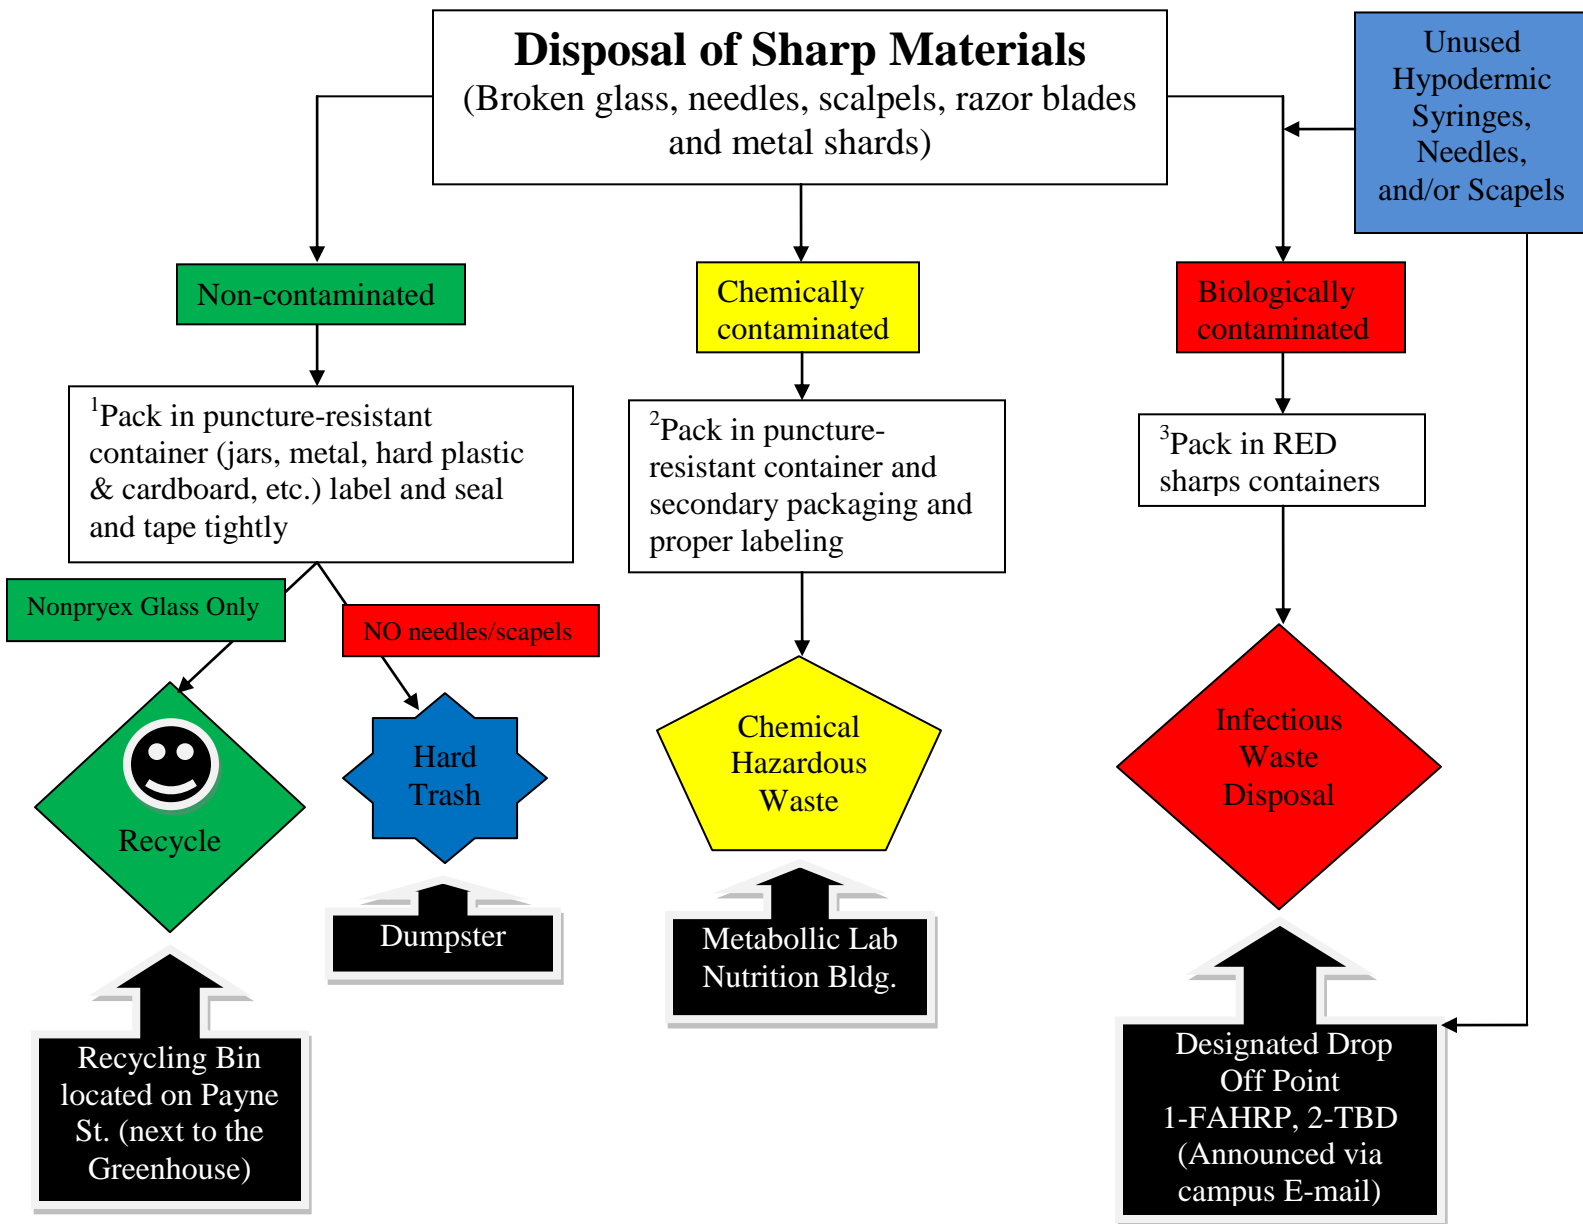 Disposal of Sharp Materials
(Broken glass, needles, scalpels, razor blades
and metal shards)
Unused
Hypodermic
Syringes,
Needles,
and/or Scapels
Non-contaminated
Chemically
contaminated
Biologically
contaminated
1Pack in puncture-resistant
container (jars, metal, hard plastic
& cardboard, etc.) label and seal
and tape tightly
2Pack in puncture-
resistant container and
secondary packaging and
proper labeling
3Pack in RED
sharps containers
Nonpryex Glass Only
NO needles/scapels
Recycle
Hard
Trash
Chemical
Hazardous
Waste
Infectious
Waste
Disposal
Recycling Bin
located on Payne
St. (next to the
Greenhouse)
Dumpster
Metabollic Lab
Nutrition Bldg.
Designated Drop
Off Point
1-FAHRP, 2-TBD
(Announced via
campus E-mail)